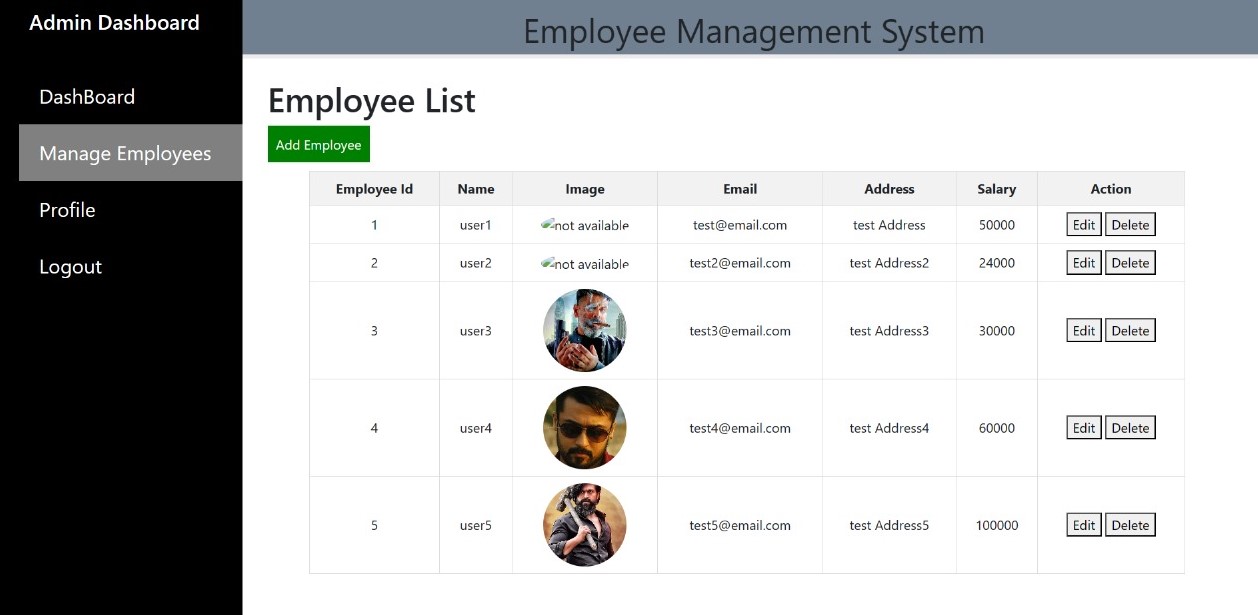 Admin Dashboard
Employee Management System
DashBoard
Manage Employees
Profile
Logout
Employee List
Add Employee
Employee Id Name Image Email Address Salary Action
1 user1 not available test@email.com test Address 50000 Edit Delete
2 user2 not available test2@email.com test Address2 24000 Edit Delete
3 user3 test3@email.com test Address3 30000 Edit Delete
4 user4 test4@email.com test Address4 60000 Edit Delete
5 user5 test5@email.com test Address5 100000 Edit Delete